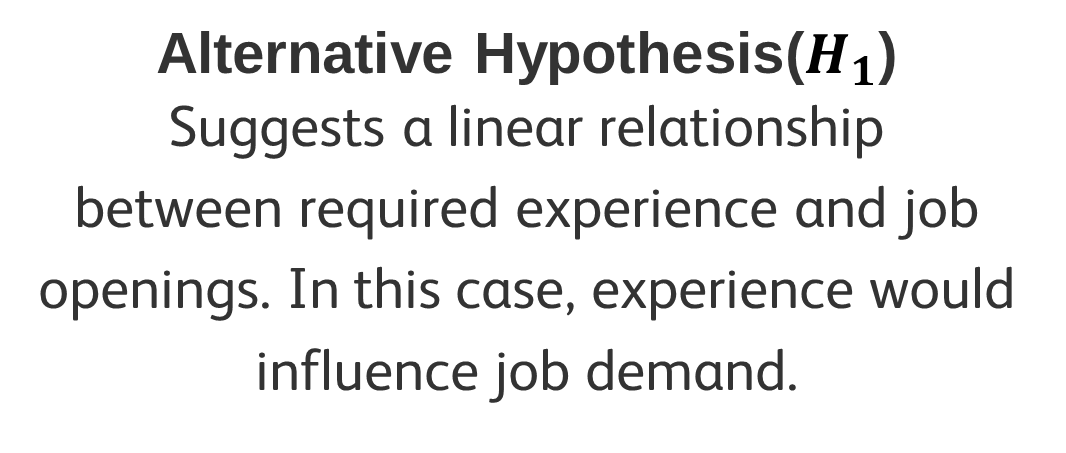 Alternative Hypothesis(H₁)
Suggests a linear relationship
between required experience and job
openings. In this case, experience would
influence job demand.